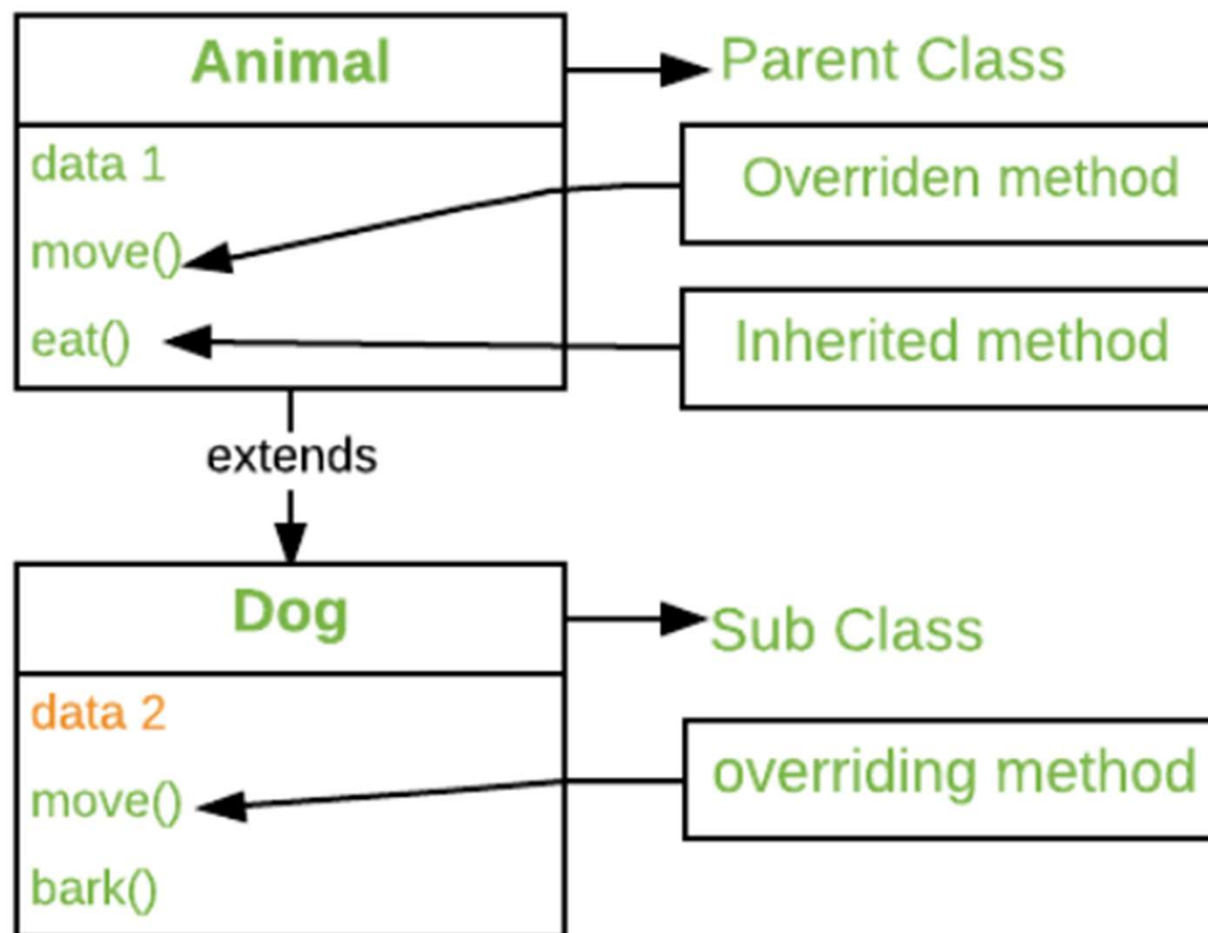 Animal
Parent Class
data 1
Overriden method
move()
eat()
Inherited method
extends
Dog
Sub Class
data 2
move()
overriding method
bark()